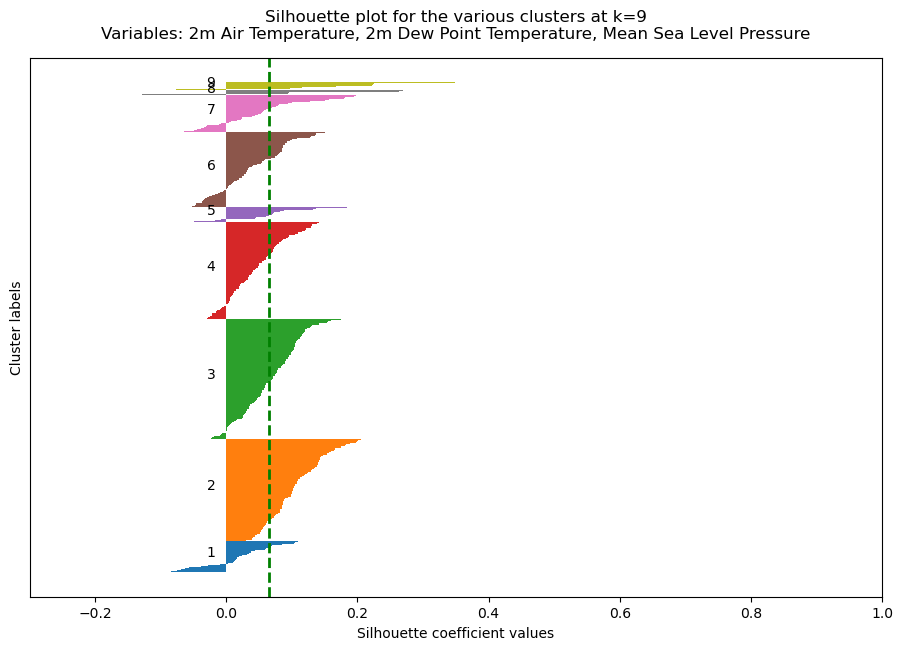 Silhouette plot for the various clusters at k=9
Variables: 2m Air Temperature, 2m Dew Point Temperature, Mean Sea Level Pressure
9
8
7
6
5
4
3
2
1
Cluster labels
−0.2 0.0 0.2 0.4 0.6 0.8 1.0
Silhouette coefficient values